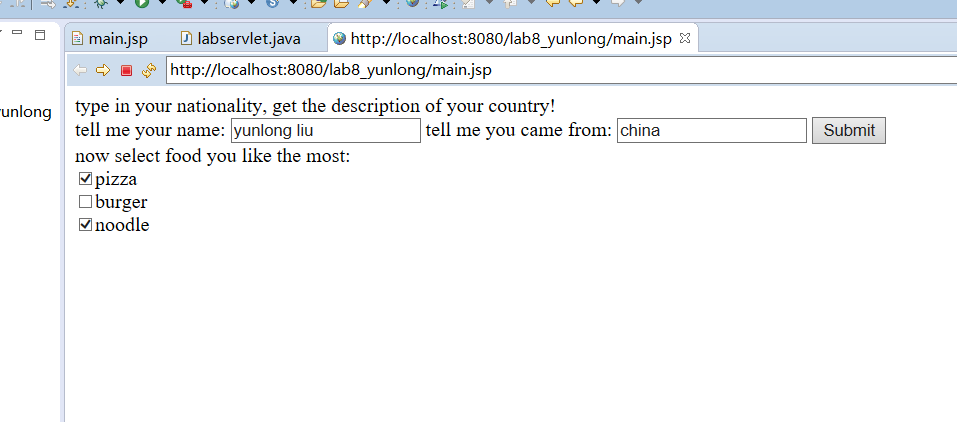 main.jsp labservlet.java http://localhost:8080/lab8_yunlong/main.jsp
http://localhost:8080/lab8_yunlong/main.jsp
yunlong
type in your nationality, get the description of your country!
tell me your name: yunlong liu tell me you came from: china Submit
now select food you like the most:
pizza
burger
noodle